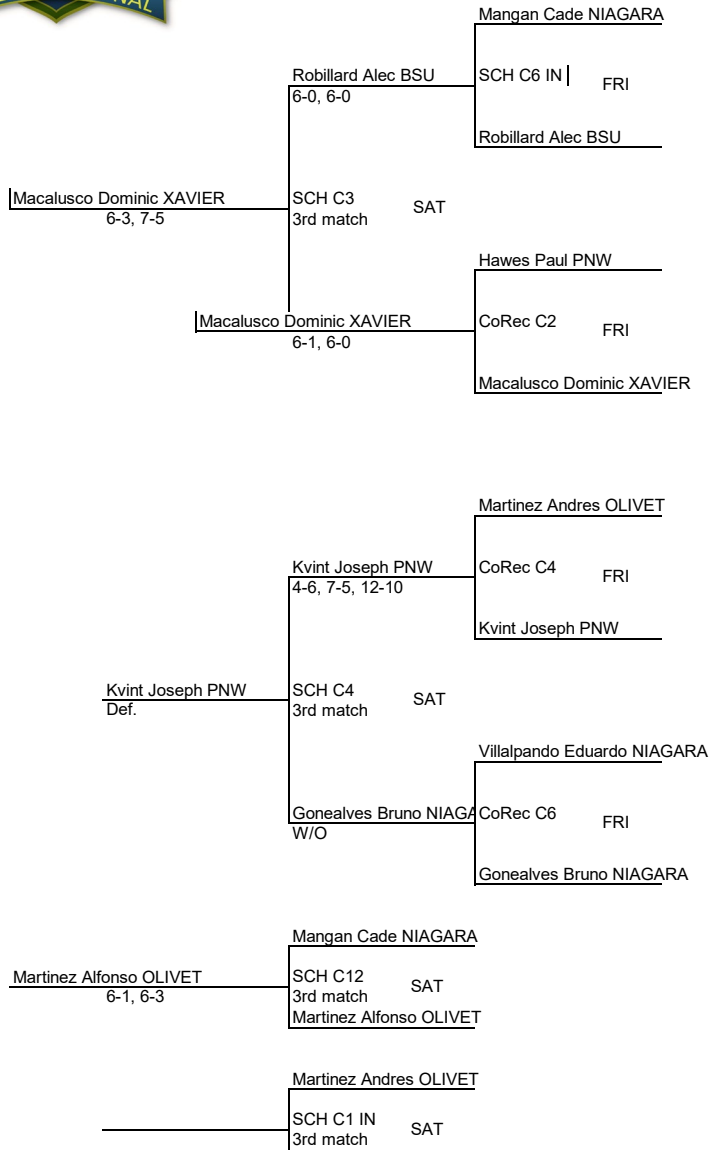 NAL
Mangan Cade NIAGARA
Robillard Alec BSU
SCH C6 IN
FRI
6-0, 6-0
Robillard Alec BSU
Macalusco Dominic XAVIER
SCH C3
SAT
6-3, 7-5
3rd match
Hawes Paul PNW
Macalusco Dominic XAVIER
CoRec C2
FRI
6-1, 6-0
Macalusco Dominic XAVIER
Martinez Andres OLIVET
Kvint Joseph PNW
CoRec C4
FRI
4-6, 7-5, 12-10
Kvint Joseph PNW
Kvint Joseph PNW
SCH C4
SAT
Def.
3rd match
Villalpando Eduardo NIAGARA
Gonealves Bruno NIAGA
CoRec C6
FRI
W/O
Gonealves Bruno NIAGARA
Mangan Cade NIAGARA
Martinez Alfonso OLIVET
SCH C12
SAT
6-1, 6-3
3rd match
Martinez Alfonso OLIVET
Martinez Andres OLIVET
SCH C1 IN
SAT
3rd match